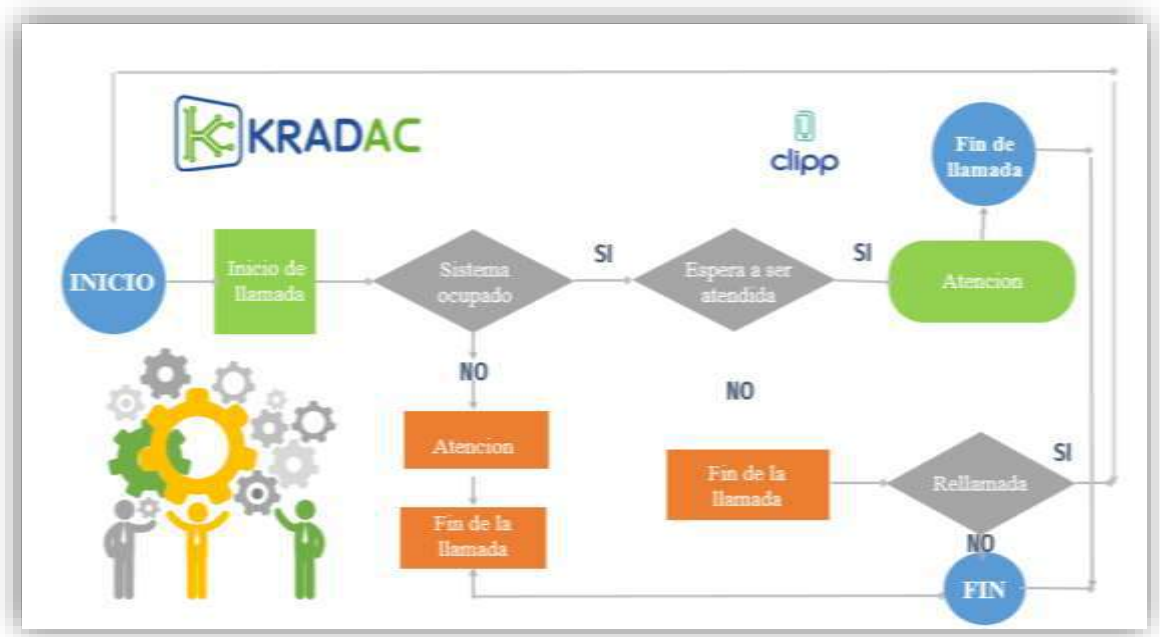 KRADAC
clipp
Fin de
llamada
INICIO
Inicio de
llamada
Sistema
ocupado
SI
Espera a ser
atendida
SI
Atencion
NO
NO
Atencion
Fin de la
llamada
Fin de la
llamada
Rellamada
SI
NO
FIN